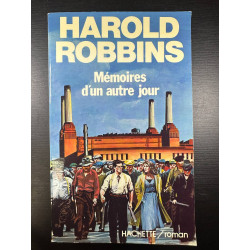 HAROLD
ROBBINS
Mémoires
d'un autre jour
HACHETTE/roman